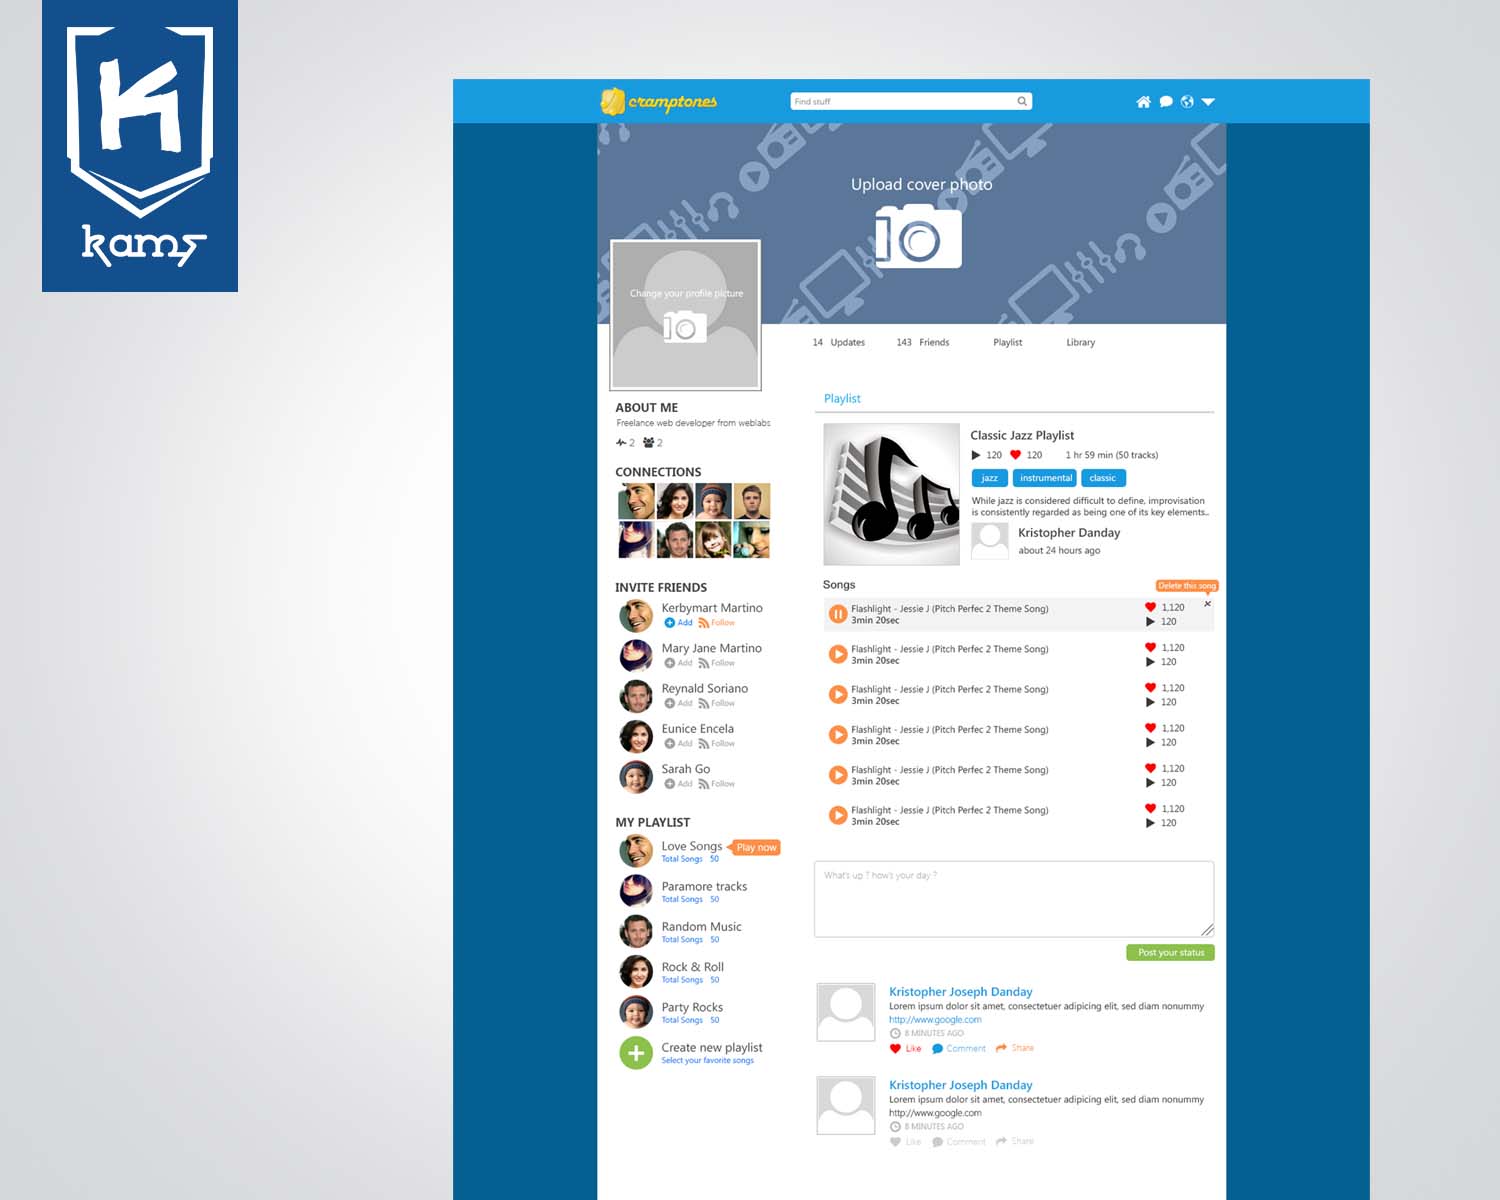 K
kams
cramptones
Find stuff
Upload cover photo
Change your profile picture
14 Updates 143 Friends Playlist Library
ABOUT ME
Freelance web developer from weblabs
2 2
CONNECTIONS
INVITE FRIENDS
Kerbymart Martino
Add Follow
Mary Jane Martino
Add Follow
Reynald Soriano
Add Follow
Eunice Encela
Add Follow
Sarah Go
Add Follow
MY PLAYLIST
Love Songs Play now
Total Songs 50
Paramore tracks
Total Songs 50
Random Music
Total Songs 50
Rock & Roll
Total Songs 50
Party Rocks
Total Songs 50
Create new playlist
Select your favorite songs
Playlist
Classic Jazz Playlist
120 120 1 hr 59 min (50 tracks)
jazz instrumental classic
While jazz is considered difficult to define, improvisation
is consistently regarded as being one of its key elements..
Kristopher Danday
about 24 hours ago
Songs
Delete this song
Flashlight - Jessie J (Pitch Perfec 2 Theme Song) 1,120
3min 20sec 120
Flashlight - Jessie J (Pitch Perfec 2 Theme Song) 1,120
3min 20sec 120
Flashlight - Jessie J (Pitch Perfec 2 Theme Song) 1,120
3min 20sec 120
Flashlight - Jessie J (Pitch Perfec 2 Theme Song) 1,120
3min 20sec 120
Flashlight - Jessie J (Pitch Perfec 2 Theme Song) 1,120
3min 20sec 120
Flashlight - Jessie J (Pitch Perfec 2 Theme Song) 1,120
3min 20sec 120
What's up ? how's your day ?
Post your status
Kristopher Joseph Danday
Lorem ipsum dolor sit amet, consectetuer adipicing elit, sed diam nonummy
http://www.google.com
8 MINUTES AGO
Like Comment Share
Kristopher Joseph Danday
Lorem ipsum dolor sit amet, consectetuer adipicing elit, sed diam nonummy
http://www.google.com
8 MINUTES AGO
Like Comment Share